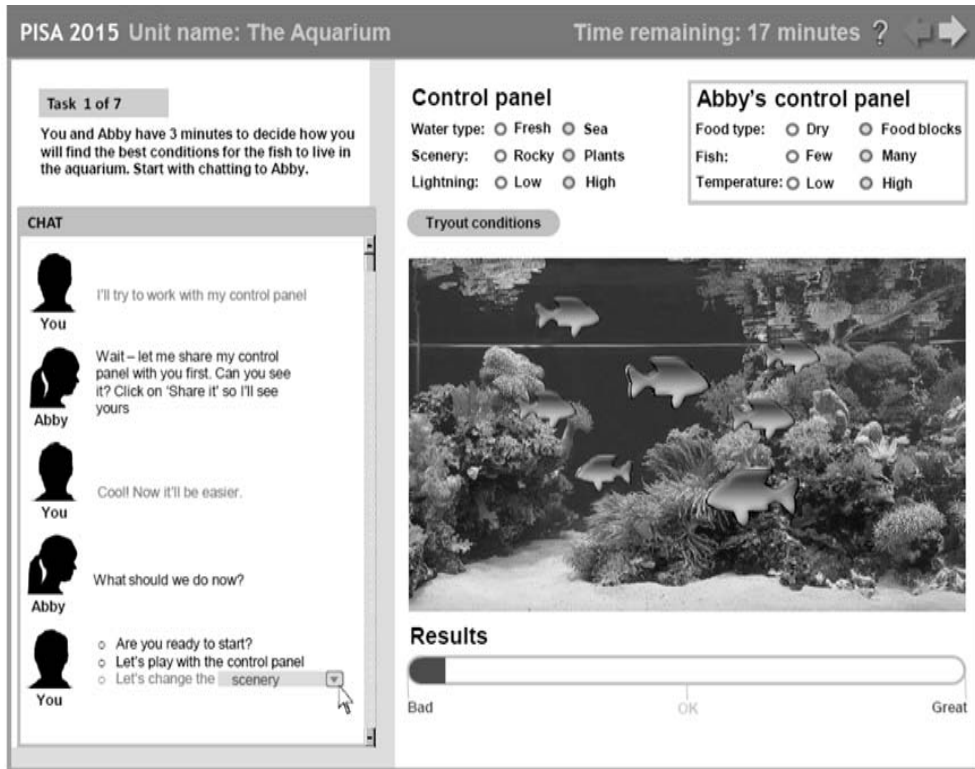 PISA 2015 Unit name: The Aquarium
Time remaining: 17 minutes ?
Task 1 of 7
You and Abby have 3 minutes to decide how you
will find the best conditions for the fish to live in
the aquarium. Start with chatting to Abby.
CHAT
I'll try to work with my control panel
You
Wait – let me share my control
panel with you first. Can you see
it? Click on 'Share it' so I'll see
yours
Abby
Cool! Now it'll be easier.
You
What should we do now?
Abby
Are you ready to start?
Let's play with the control panel
Let's change the scenery
You
Control panel
Water type: Fresh Sea
Scenery: Rocky Plants
Lightning: Low High
Abby's control panel
Food type: Dry Food blocks
Fish: Few Many
Temperature: Low High
Tryout conditions
Results
Bad OK Great